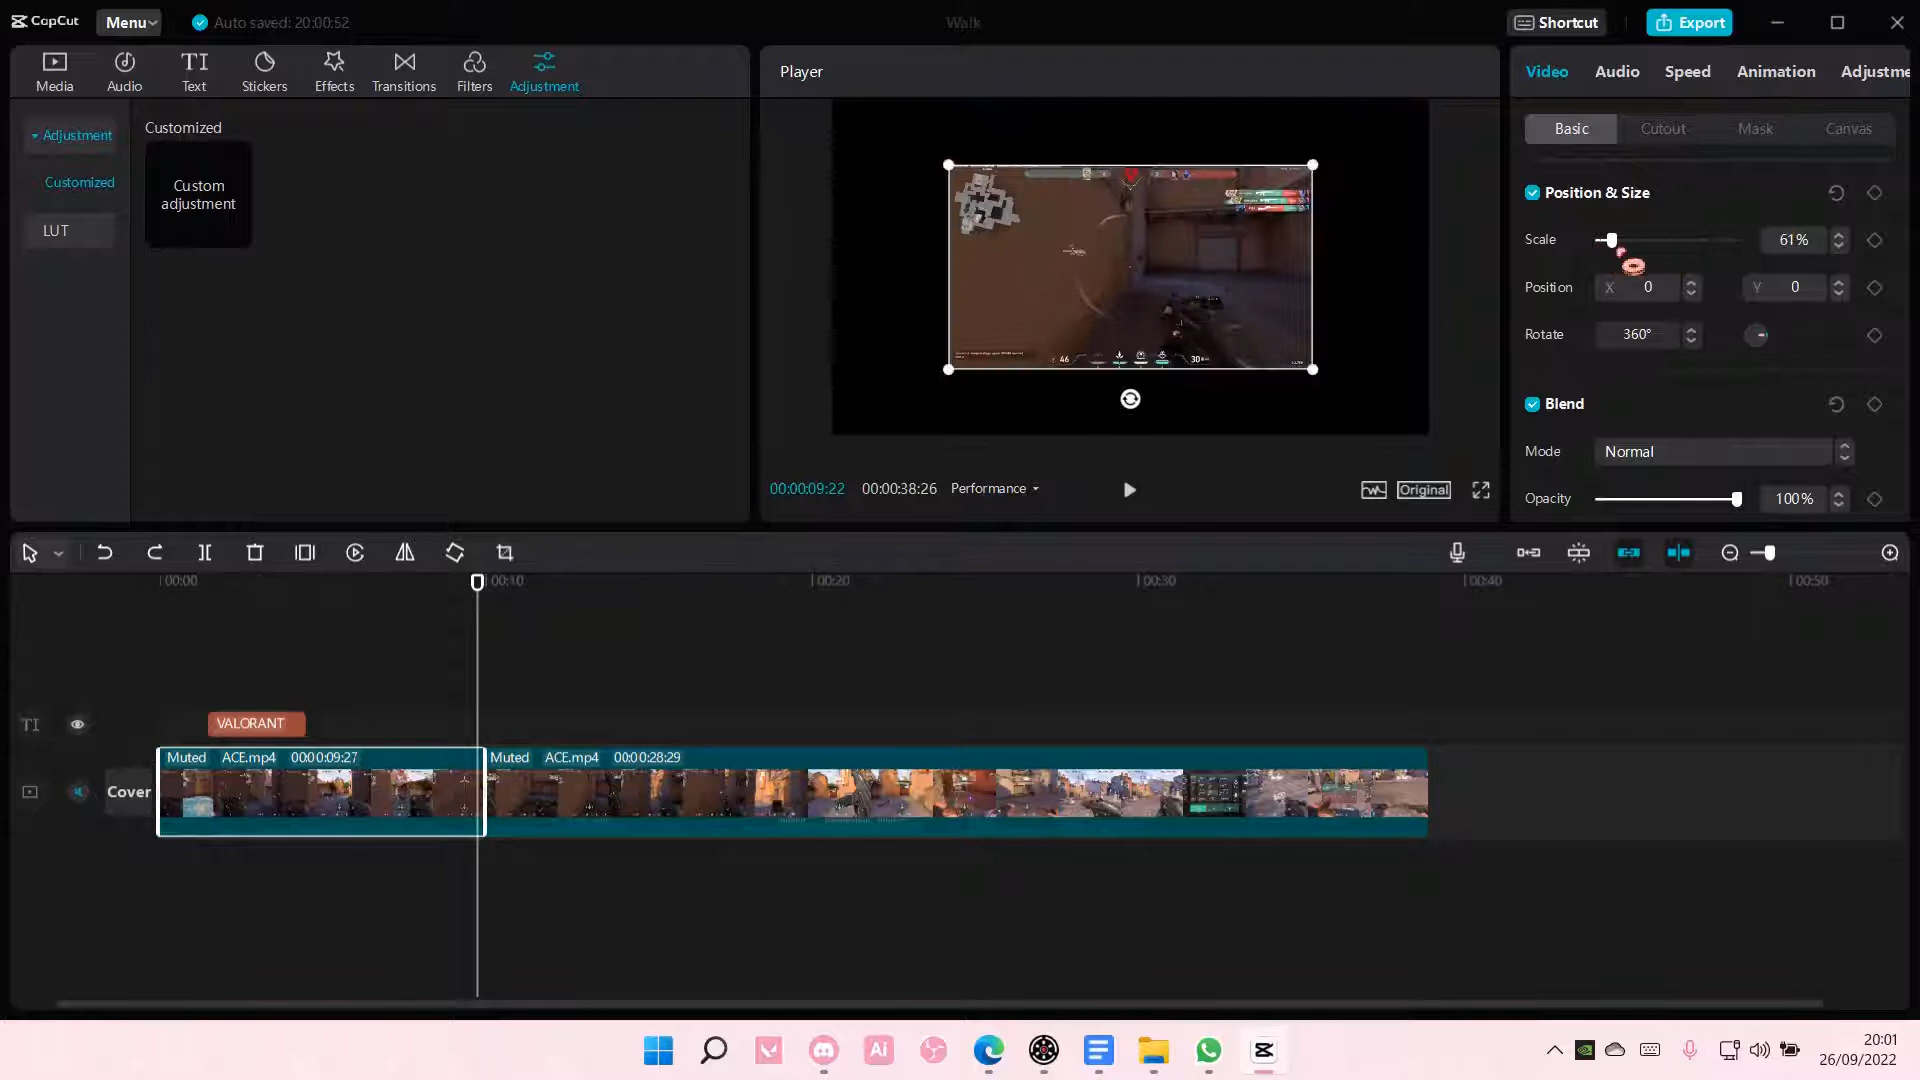 CapCut
Menu
Auto saved: 20:00:52
Walk
Shortcut
Export
Media
Audio
Text
Stickers
Effects
Transitions
Filters
Adjustment
Player
Video
Audio
Speed
Animation
Adjustme
Adjustment
Customized
LUT
Customized
Custom
adjustment
46
30
Basic
Cutout
Mask
Canvas
Position & Size
Scale
61%
Position
X 0
Y 0
Rotate
360°
Blend
Mode
Normal
Opacity
100%
00:00:09:22
00:00:38:26
Performance
Original
00:00
00:10
00:20
00:30
00:40
00:50
TI
VALORANT
Muted ACE.mp4 00:00:09:27
Muted ACE.mp4 00:00:28:29
Cover
Ai
20:01
26/09/2022